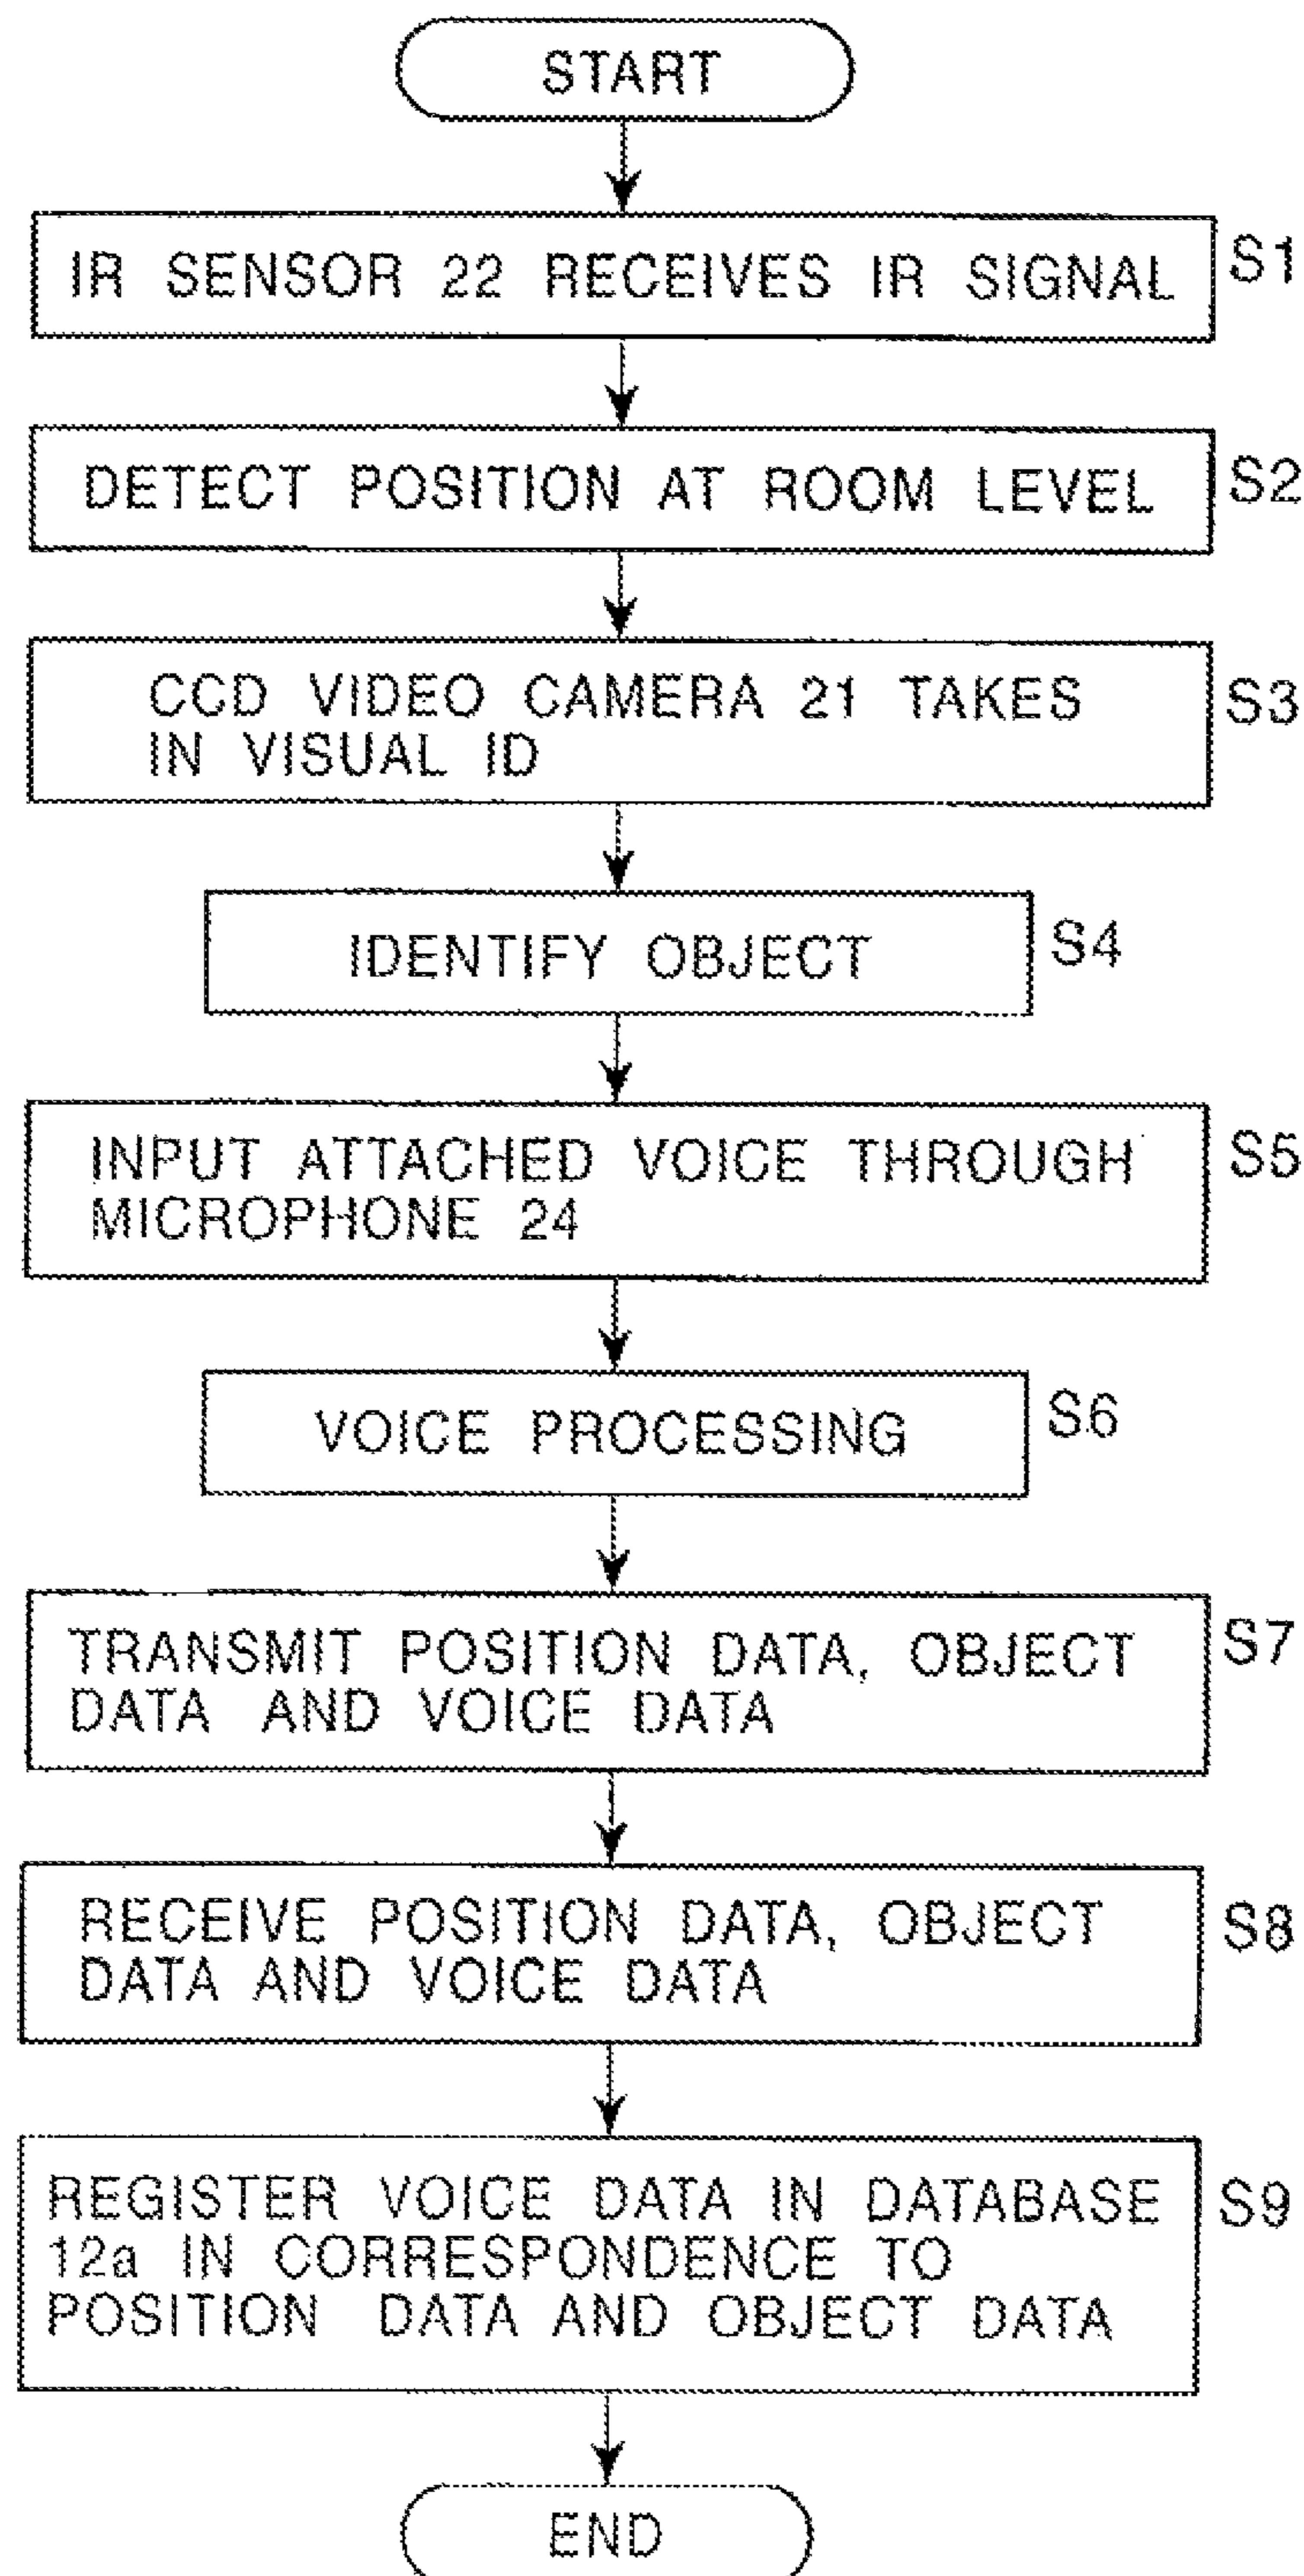 START
IR SENSOR 22 RECEIVES IR SIGNAL S1
DETECT POSITION AT ROOM LEVEL S2
CCD VIDEO CAMERA 21 TAKES S3
IN VISUAL ID
IDENTIFY OBJECT S4
INPUT ATTACHED VOICE THROUGH S5
MICROPHONE 24
VOICE PROCESSING S6
TRANSMIT POSITION DATA, OBJECT S7
DATA AND VOICE DATA
RECEIVE POSITION DATA, OBJECT S8
DATA AND VOICE DATA
REGISTER VOICE DATA IN DATABASE S9
12a IN CORRESPONDENCE TO
POSITION DATA AND OBJECT DATA
END